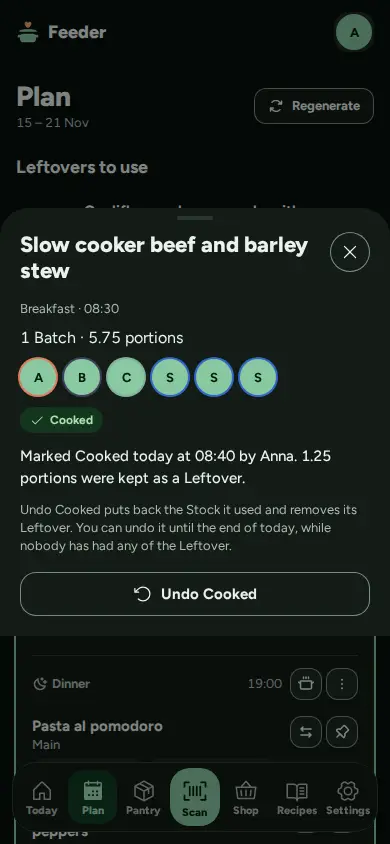 Feeder
A
Plan
15 – 21 Nov
Regenerate
Leftovers to use
Slow cooker beef and barley
stew
Breakfast · 08:30
1 Batch · 5.75 portions
A B C S S S
Cooked
Marked Cooked today at 08:40 by Anna. 1.25
portions were kept as a Leftover.
Undo Cooked puts back the Stock it used and removes its
Leftover. You can undo it until the end of today, while
nobody has had any of the Leftover.
Undo Cooked
Dinner 19:00
Pasta al pomodoro
Main
Today Plan Pantry Scan Shop Recipes Settings
peppers